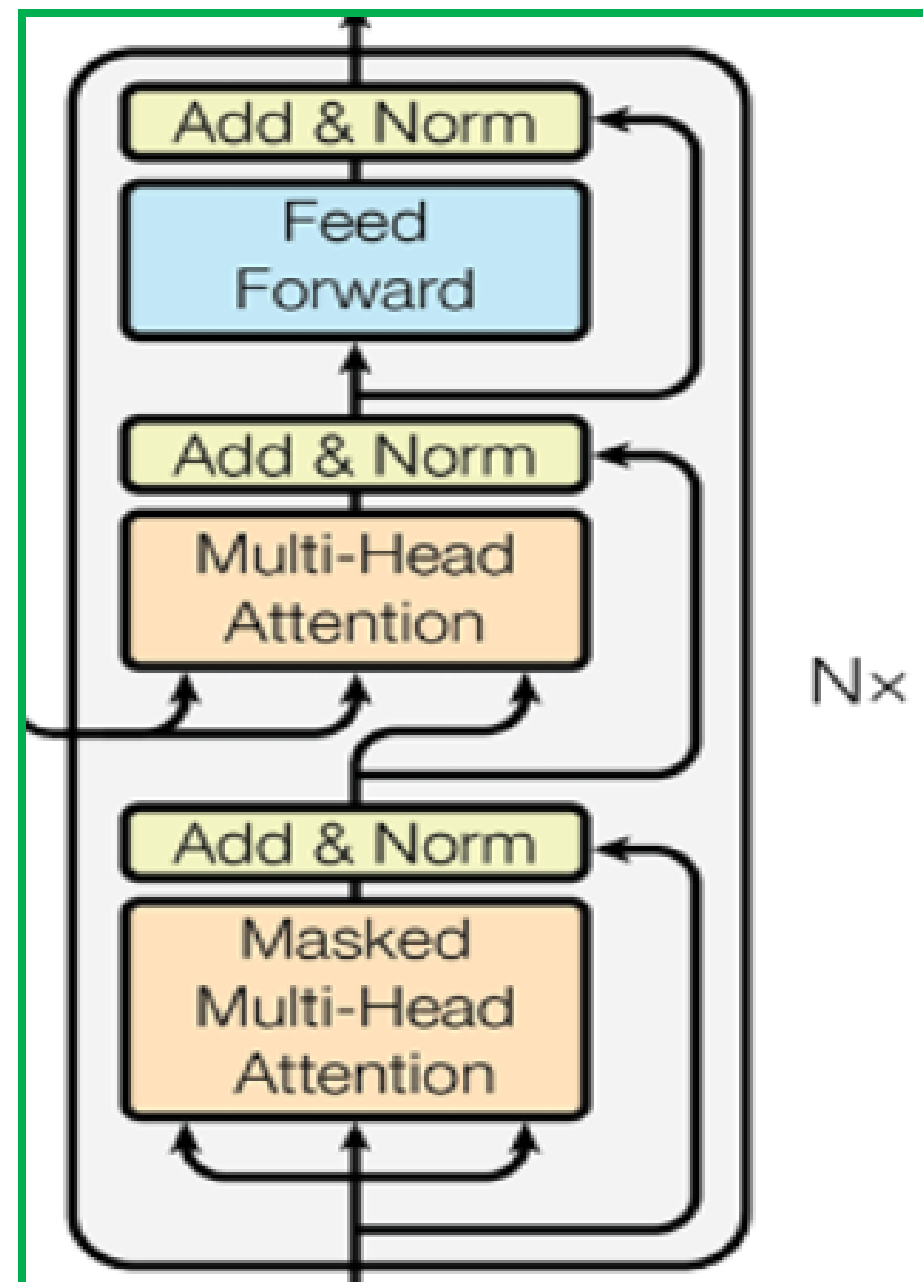 Add & Norm
Feed
Forward
Add & Norm
Multi-Head
Attention
Nx
Add & Norm
Masked
Multi-Head
Attention